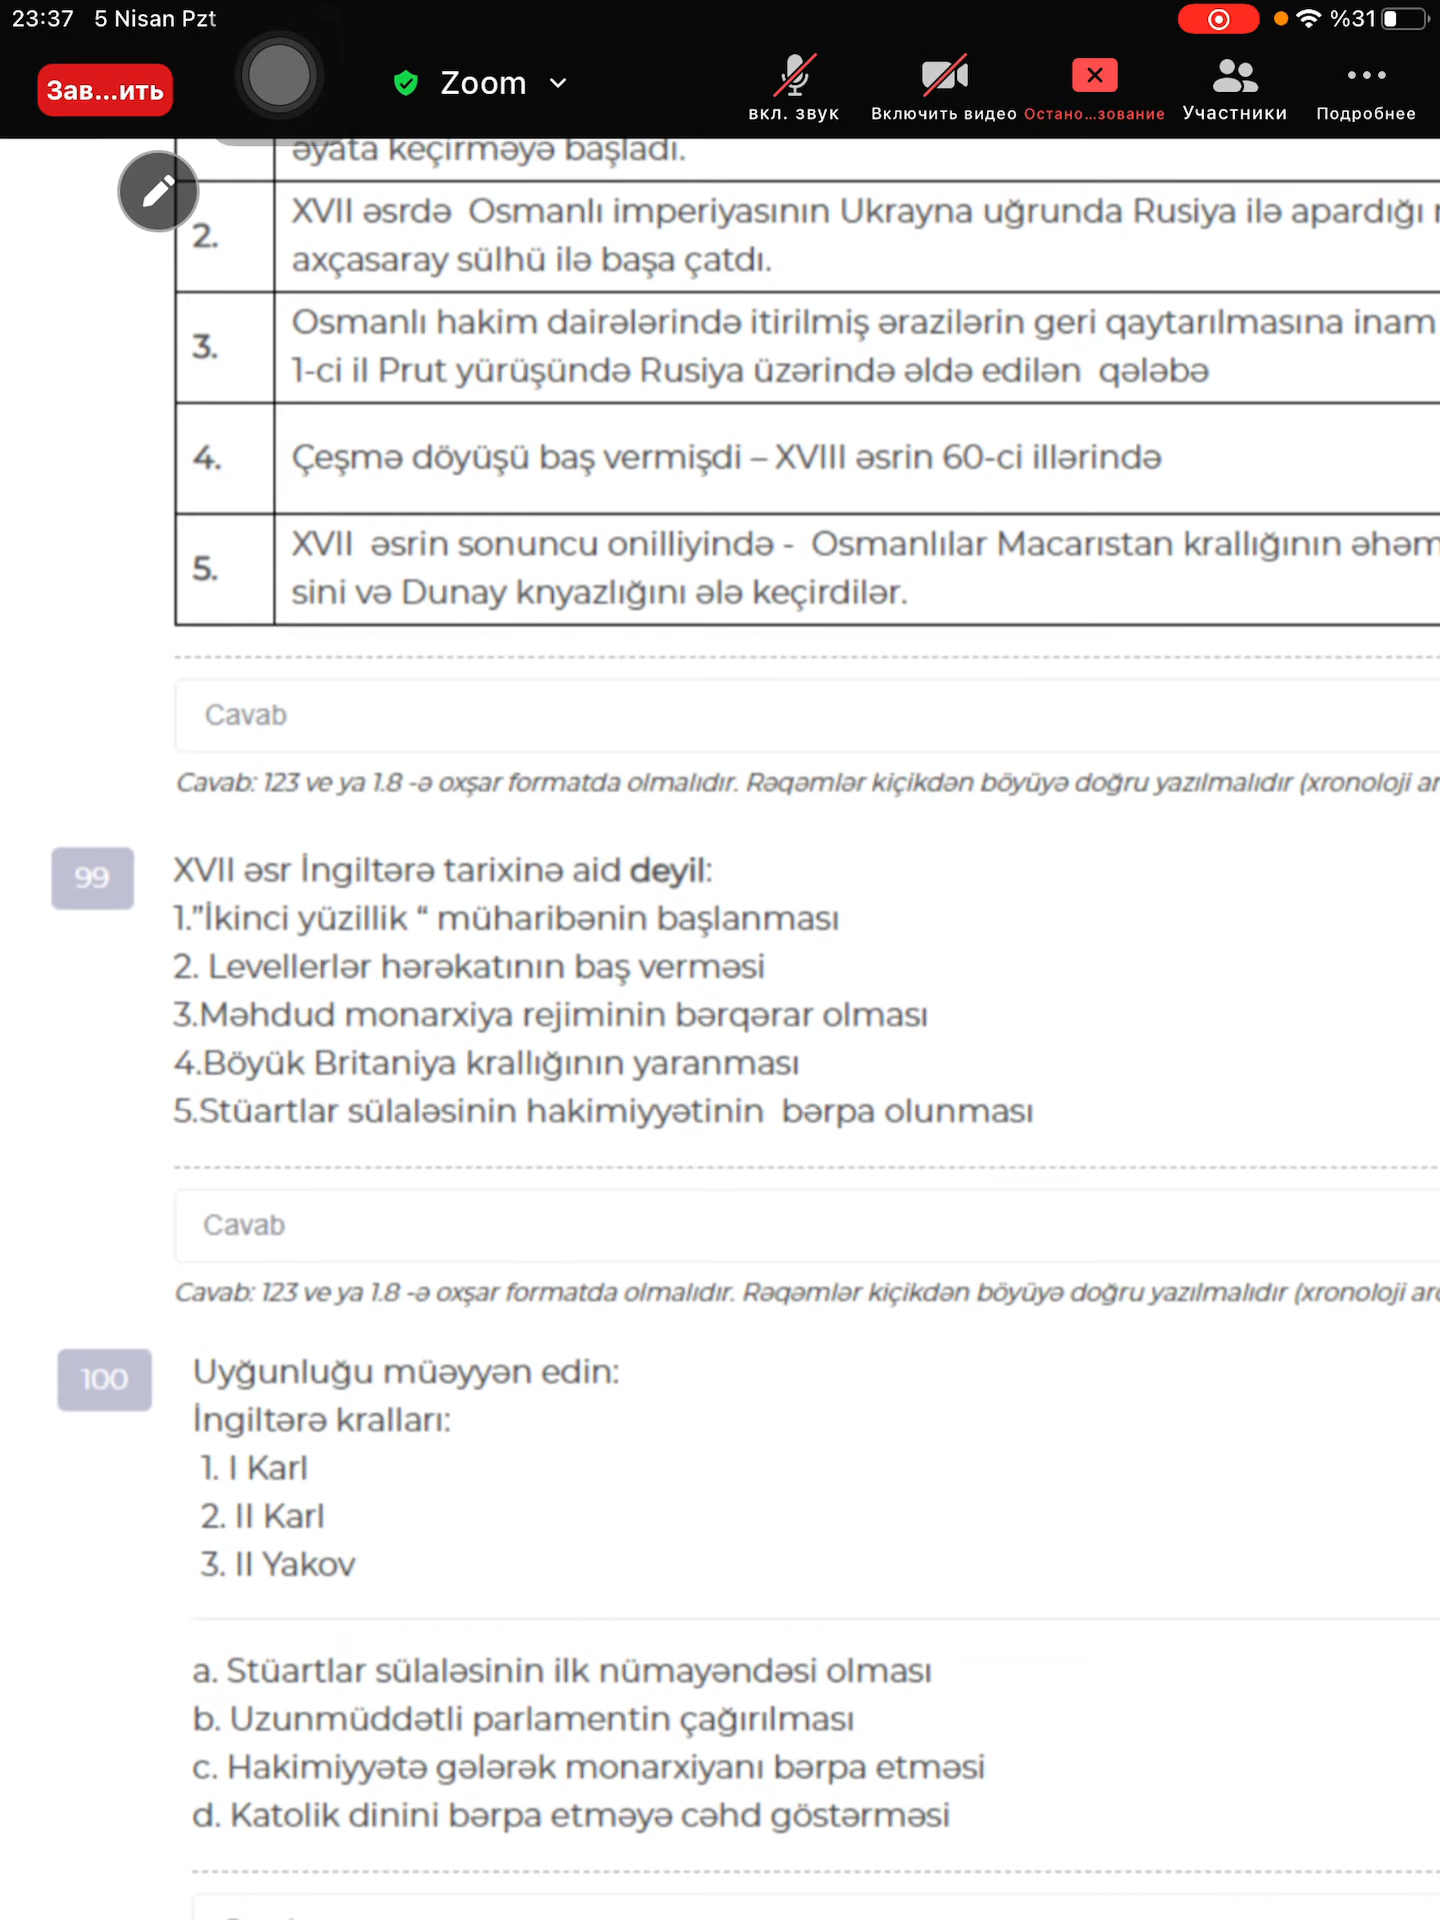 23:37 5 Nisan Pzt
%31
Зав...ить
Zoom
вкл. звук
Включить видео
Остано...зование
Участники
Подробнее
əyata keçirməyə başladı.
2.
XVII əsrdə Osmanlı imperiyasının Ukrayna uğrunda Rusiya ilə apardığı
axçasaray sülhü ilə başa çatdı.
3.
Osmanlı hakim dairələrində itirilmiş ərazilərin geri qaytarılmasına inam
1-ci il Prut yürüşündə Rusiya üzərində əldə edilən qələbə
4.
Çeşmə döyüşü baş vermişdi – XVIII əsrin 60-ci illərində
5.
XVII əsrin sonuncu onilliyində - Osmanlılar Macarıstan krallığının əhəm
sini və Dunay knyazlığını ələ keçirdilər.
Cavab
Cavab: 123 ve ya 1.8 -ə oxşar formatda olmalıdır. Rəqəmlər kiçikdən böyüyə doğru yazılmalıdır (xronoloji ar
99
XVII əsr İngiltərə tarixinə aid deyil:
1.”İkinci yüzillik “ müharibənin başlanması
2. Levellerlər hərəkatının baş verməsi
3.Məhdud monarxiya rejiminin bərqərar olması
4.Böyük Britaniya krallığının yaranması
5.Stüartlar sülaləsinin hakimiyyətinin bərpa olunması
Cavab
Cavab: 123 ve ya 1.8 -ə oxşar formatda olmalıdır. Rəqəmlər kiçikdən böyüyə doğru yazılmalıdır (xronoloji ar
100
Uyğunluğu müəyyən edin:
İngiltərə kralları:
1. I Karl
2. II Karl
3. II Yakov
a. Stüartlar sülaləsinin ilk nümayəndəsi olması
b. Uzunmüddətli parlamentin çağırılması
c. Hakimiyyətə gələrək monarxiyanı bərpa etməsi
d. Katolik dinini bərpa etməyə cəhd göstərməsi